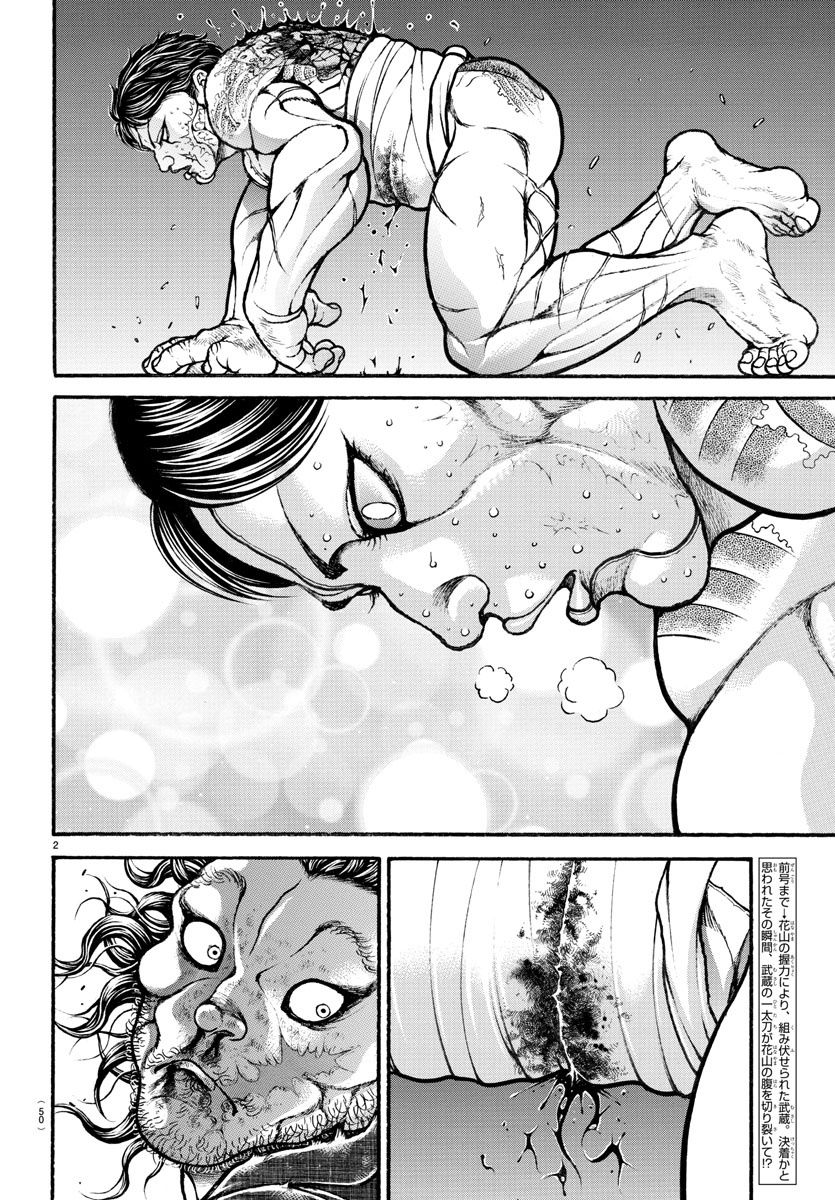 前号まで→花山の握力により、組み伏せられた武蔵。決着かと
思われたその瞬間、武蔵の一太刀が花山の腹を切り裂いて!?
2
(50)